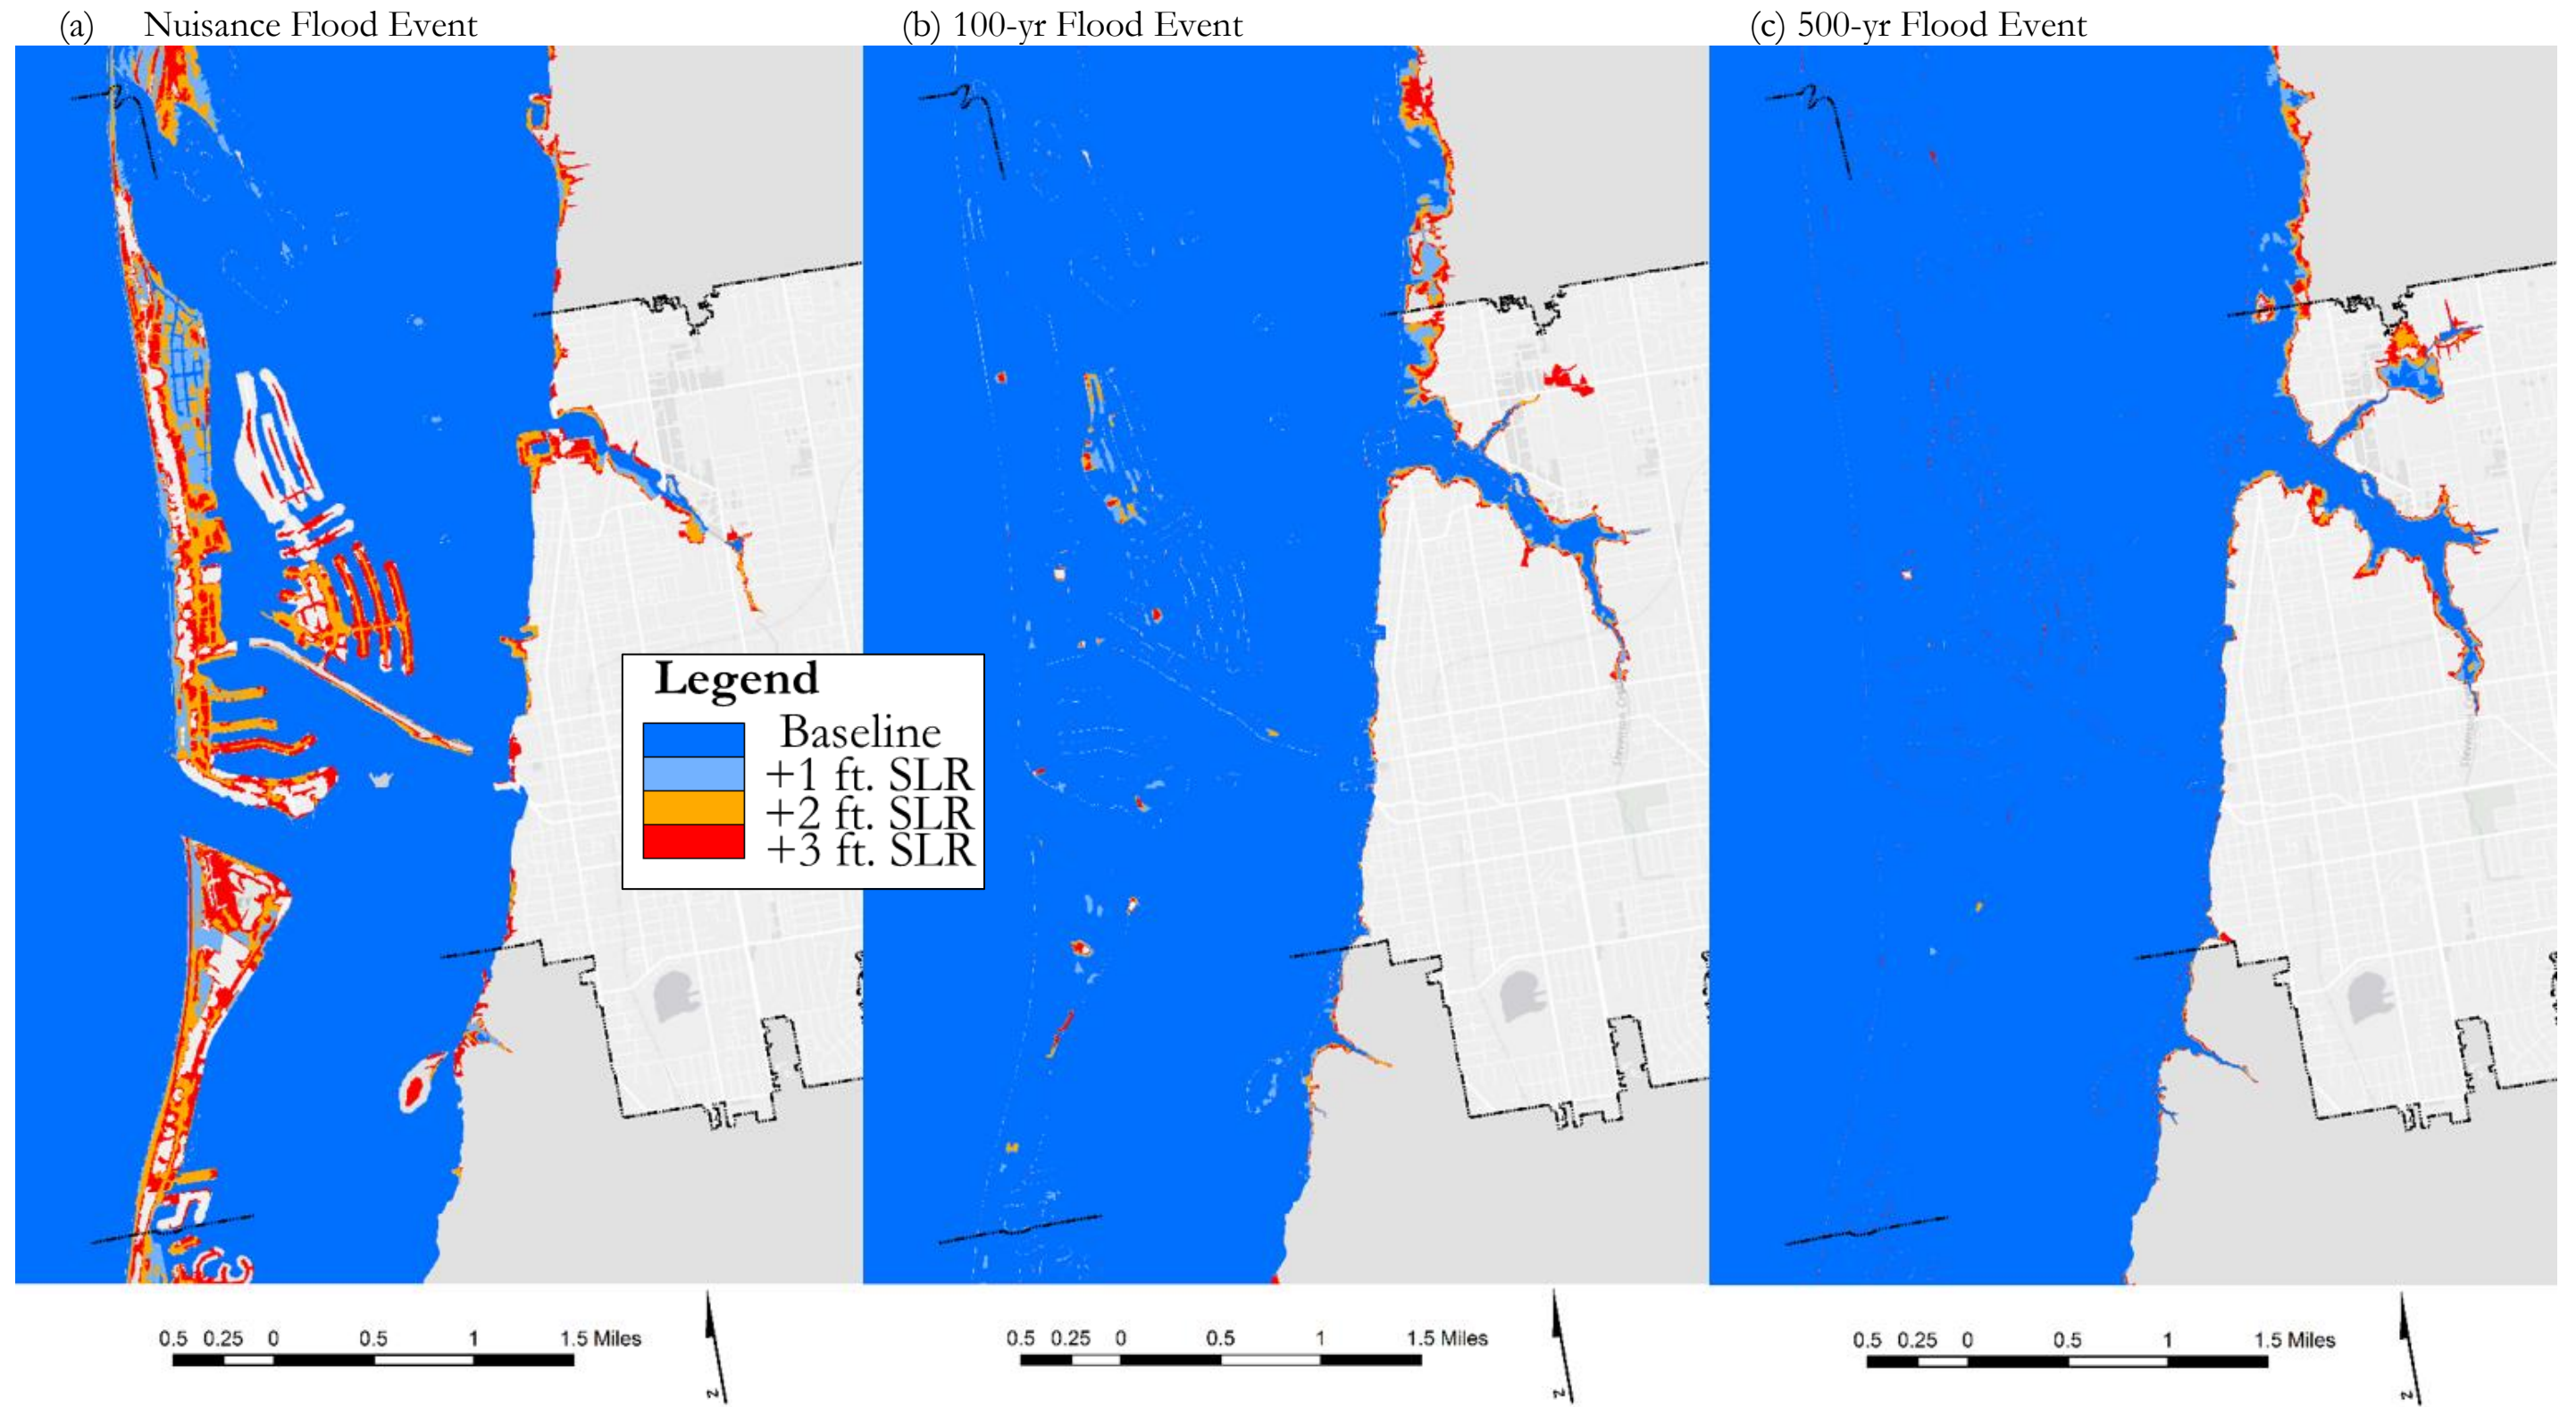 (a) Nuisance Flood Event
(b) 100-yr Flood Event
(c) 500-yr Flood Event
Legend
Baseline
+1 ft. SLR
+2 ft. SLR
+3 ft. SLR
0.5 0.25 0 0.5 1 1.5 Miles
0.5 0.25 0 0.5 1 1.5 Miles
0.5 0.25 0 0.5 1 1.5 Miles
N
N
N